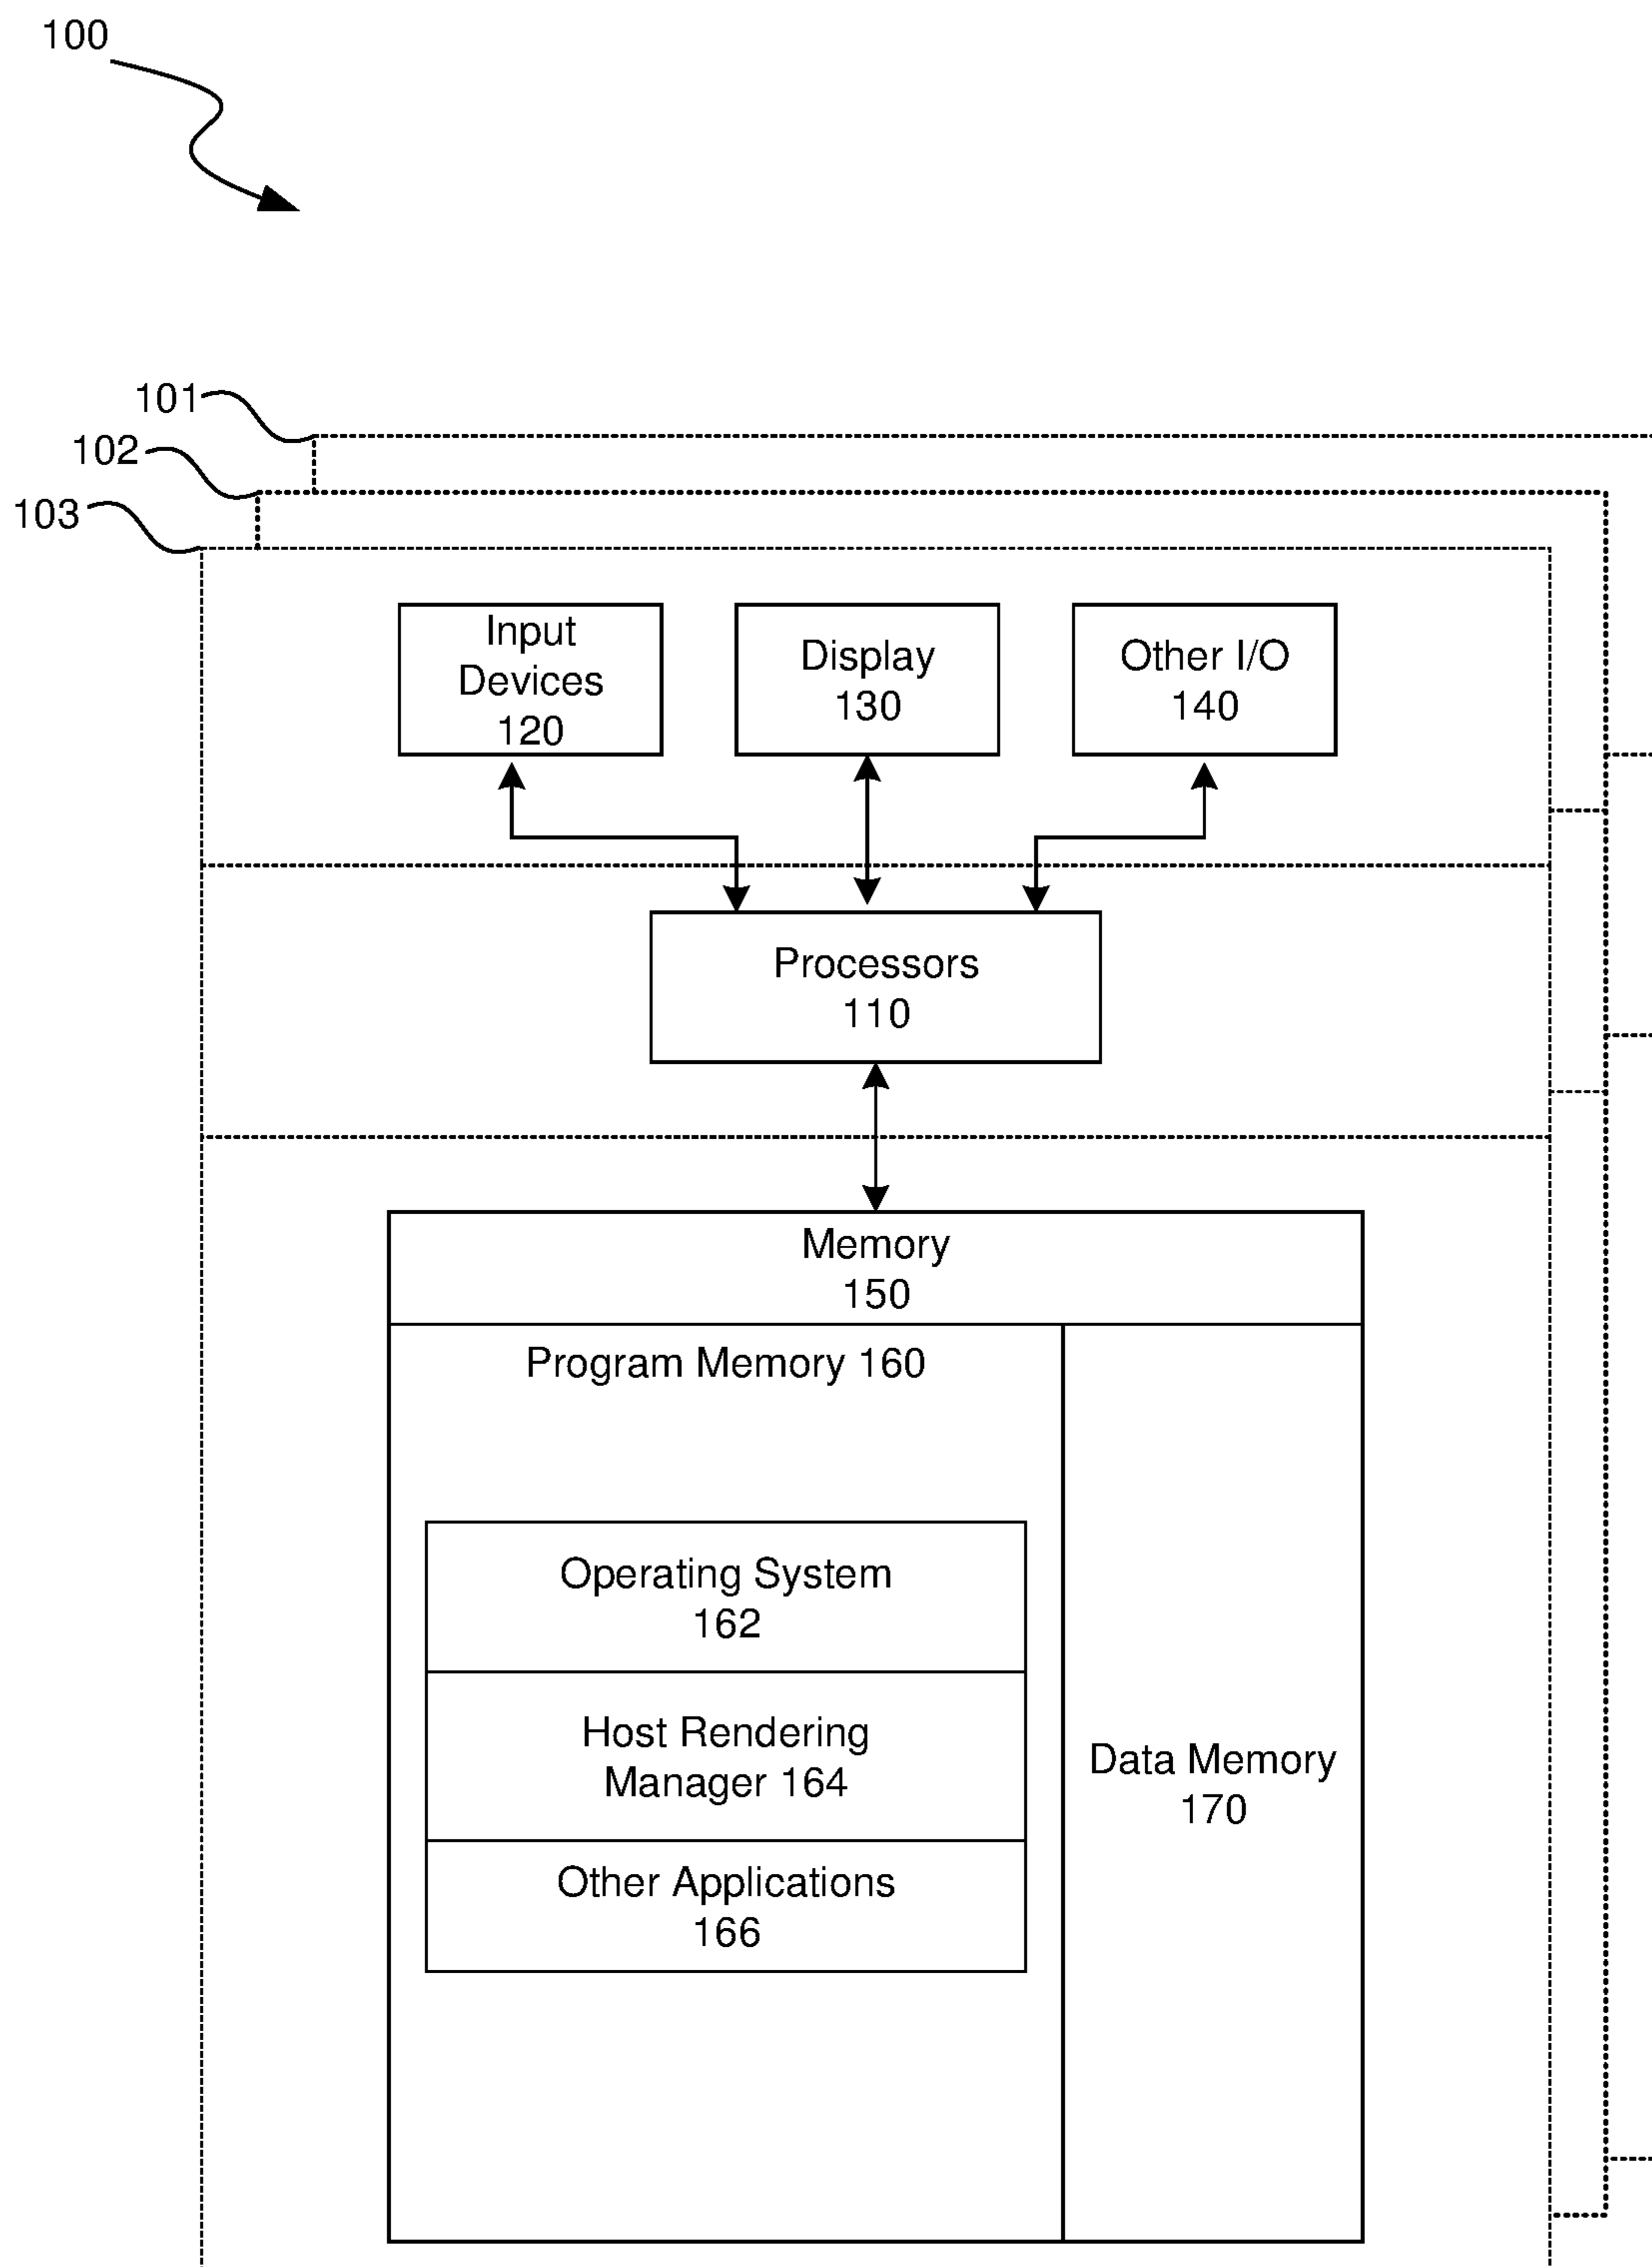 100
101
102
103
Input
Devices
120
Display
130
Other I/O
140
Processors
110
Memory
150
Program Memory 160
Operating System
162
Host Rendering
Manager 164
Other Applications
166
Data Memory
170